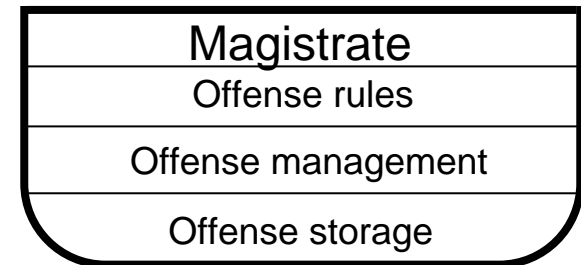 Magistrate
Offense rules
Offense management
Offense storage